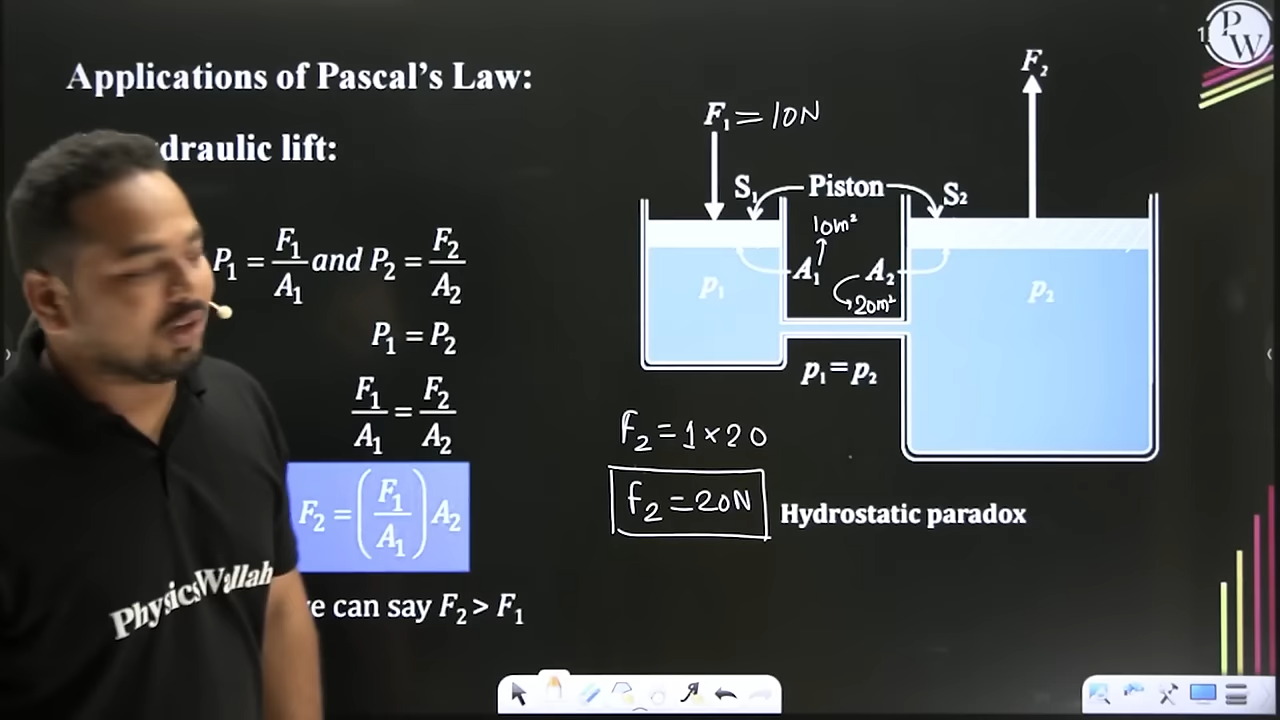 Applications of Pascal's Law:
draulic lift:
P₁ = F₁/A₁ and P₂ = F₂/A₂
P₁ = P₂
F₁/A₁ = F₂/A₂
F₂ = (F₁/A₁) A₂
we can say F₂ > F₁
F₁ = 10N
F₂
S₁ Piston S₂
10m²
A₁ A₂
20m²
p₁ p₂
p₁ = p₂
F₂ = 1 × 20
F₂ = 20N
Hydrostatic paradox
PhysicsWallah
PW